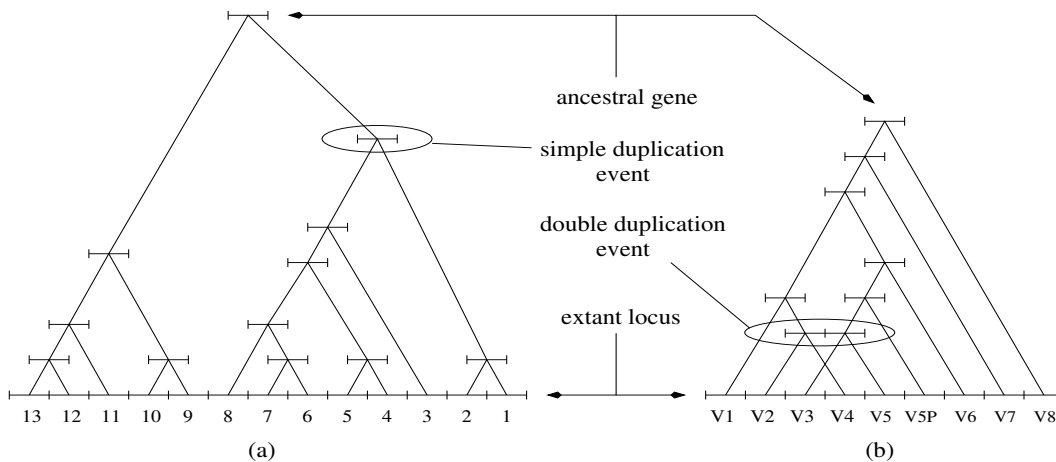 ancestral gene
simple duplication
event
double duplication
event
extant locus
13 12 11 10 9 8 7 6 5 4 3 2 1
V1 V2 V3 V4 V5 V5P V6 V7 V8
(a)
(b)